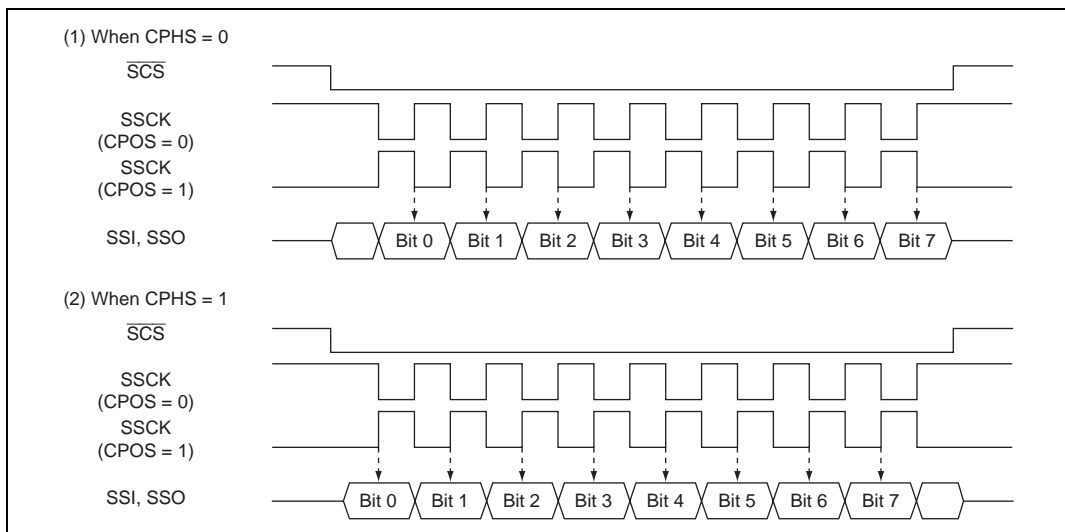 (1) When CPHS = 0
SCS
SSCK
(CPOS = 0)
SSCK
(CPOS = 1)
SSI, SSO
Bit 0 Bit 1 Bit 2 Bit 3 Bit 4 Bit 5 Bit 6 Bit 7
(2) When CPHS = 1
SCS
SSCK
(CPOS = 0)
SSCK
(CPOS = 1)
SSI, SSO
Bit 0 Bit 1 Bit 2 Bit 3 Bit 4 Bit 5 Bit 6 Bit 7